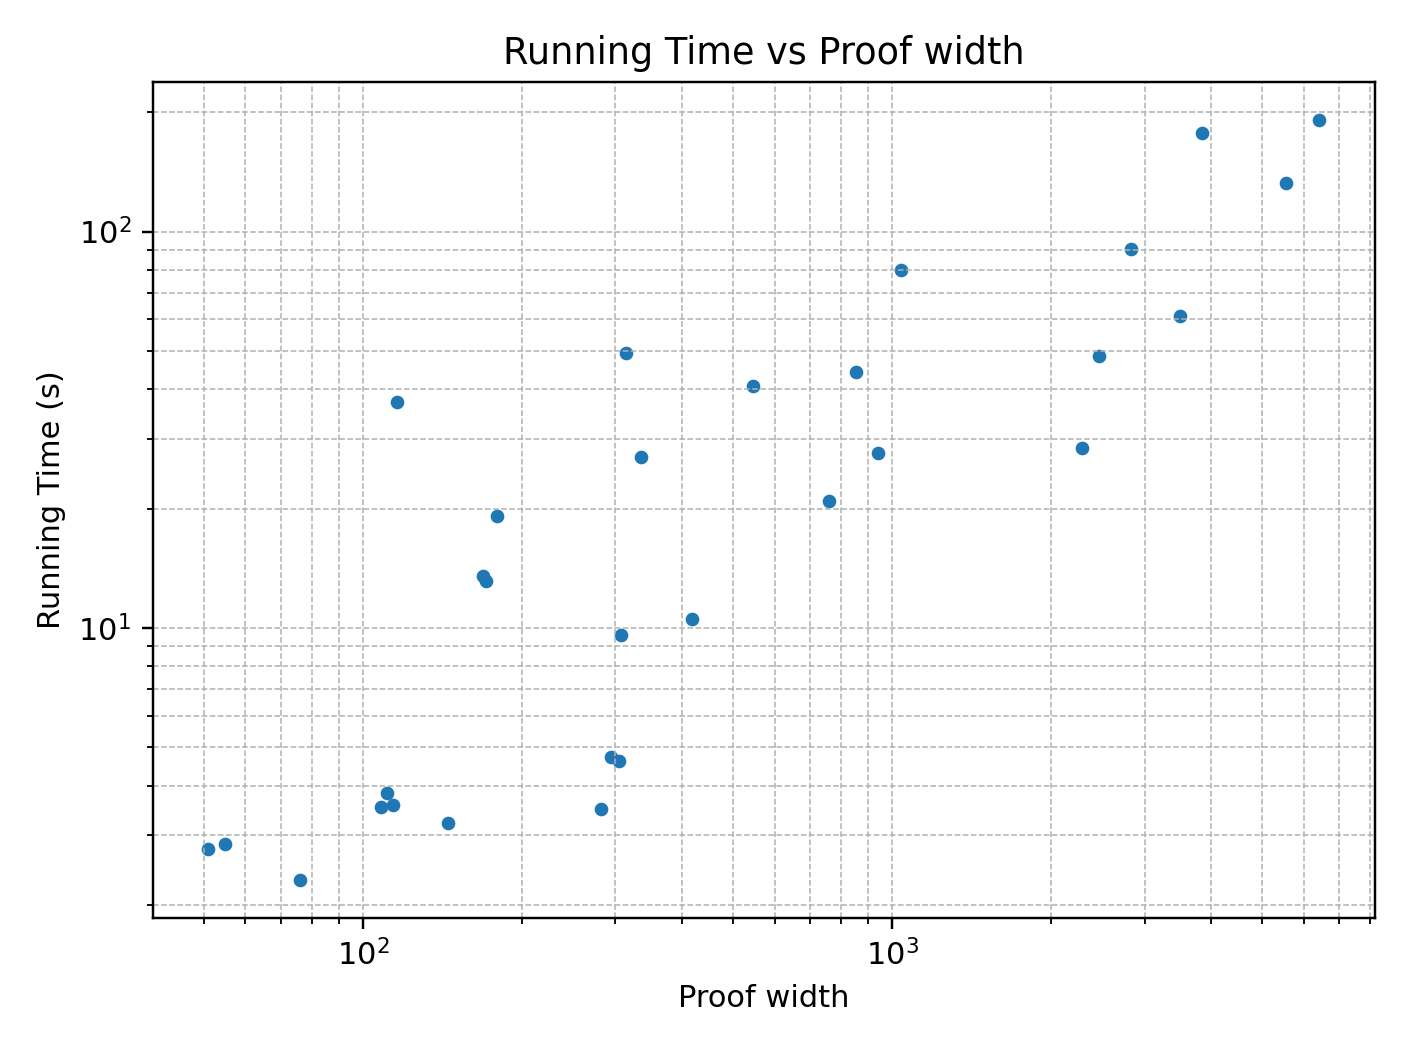 Running Time vs Proof width
Running Time (s)
10²
10¹
10²
10³
Proof width